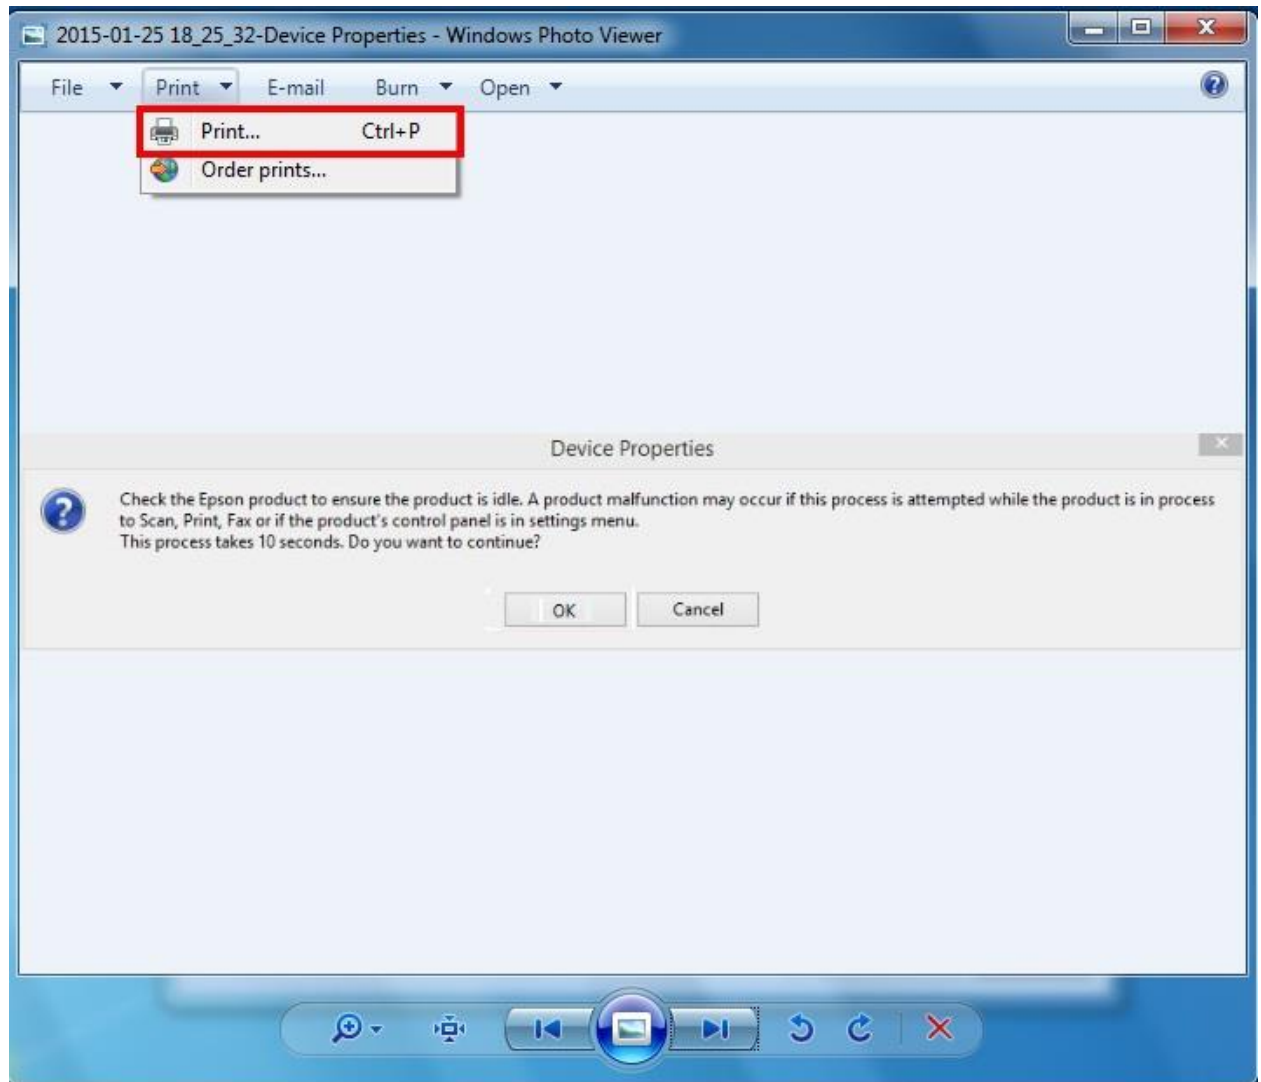 2015-01-25 18_25_32-Device Properties - Windows Photo Viewer
File Print E-mail Burn Open
Print... Ctrl+P
Order prints...
Device Properties
Check the Epson product to ensure the product is idle. A product malfunction may occur if this process is attempted while the product is in process
to Scan, Print, Fax or if the product's control panel is in settings menu.
This process takes 10 seconds. Do you want to continue?
OK Cancel